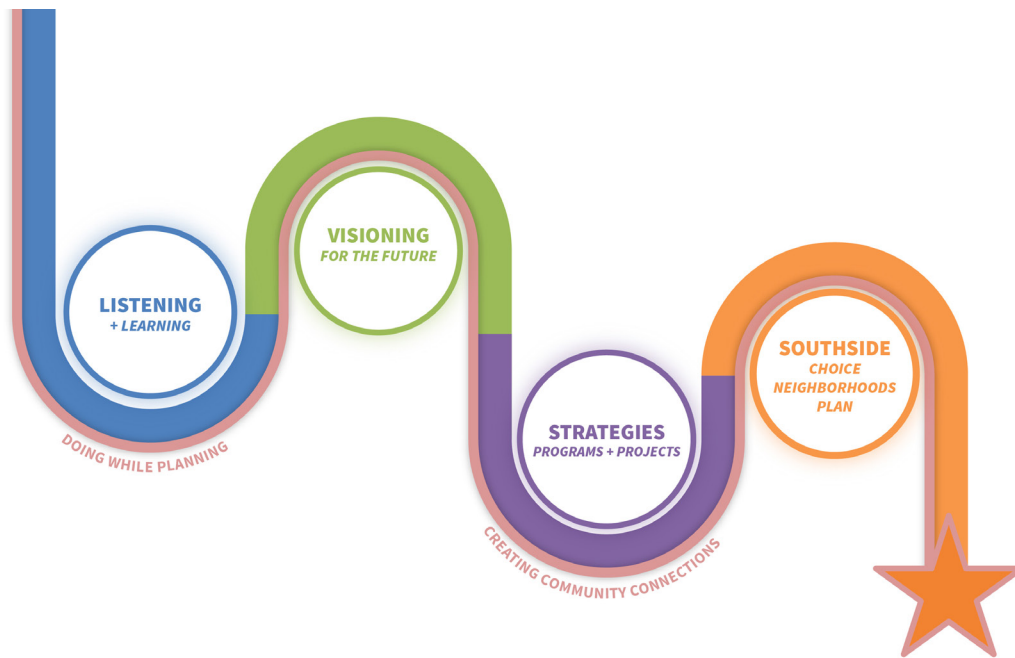 LISTENING
+ LEARNING
DOING WHILE PLANNING
VISIONING
FOR THE FUTURE
STRATEGIES
PROGRAMS + PROJECTS
CREATING COMMUNITY CONNECTIONS
SOUTHSIDE
CHOICE
NEIGHBORHOODS
PLAN